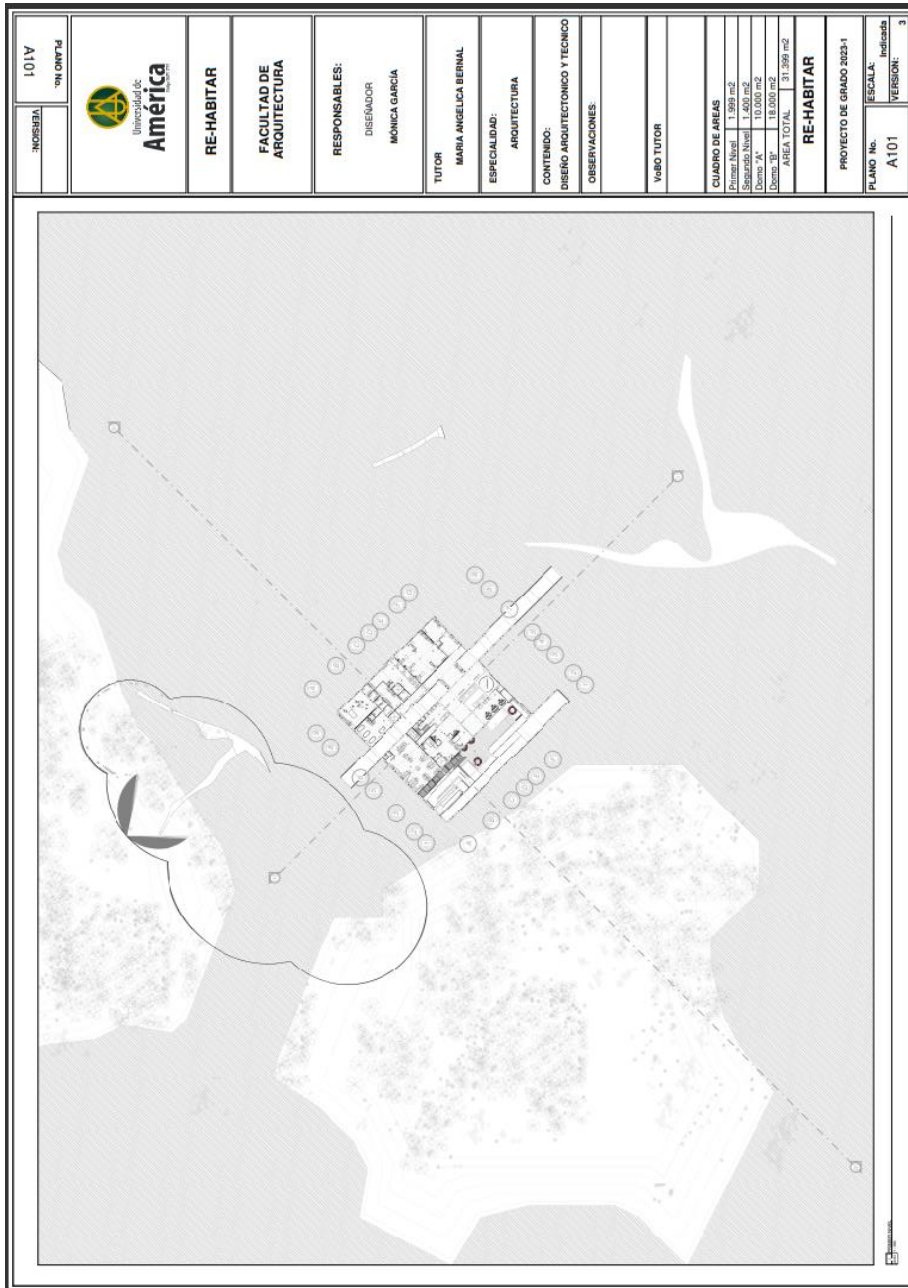 PLANO No.
A101
VERSION:
Universidad de
América
RE-HABITAR
FACULTAD DE
ARQUITECTURA
RESPONSABLES:
DISEÑADOR
MÓNICA GARCÍA
TUTOR
MARIA ANGELICA BERNAL
ESPECIALIDAD:
ARQUITECTURA
CONTENIDO:
DISEÑO ARQUITECTONICO Y TECNICO
OBSERVACIONES:
VoBO TUTOR
CUADRO DE AREAS
Primer Nivel 1.999 m2
Segundo Nivel 1.400 m2
Domo "A" 10.000 m2
Domo "B" 18.000 m2
AREA TOTAL 31.399 m2
RE-HABITAR
PROYECTO DE GRADO 2023-1
PLANO No.
A101
ESCALA: Indicada
VERSION: 3